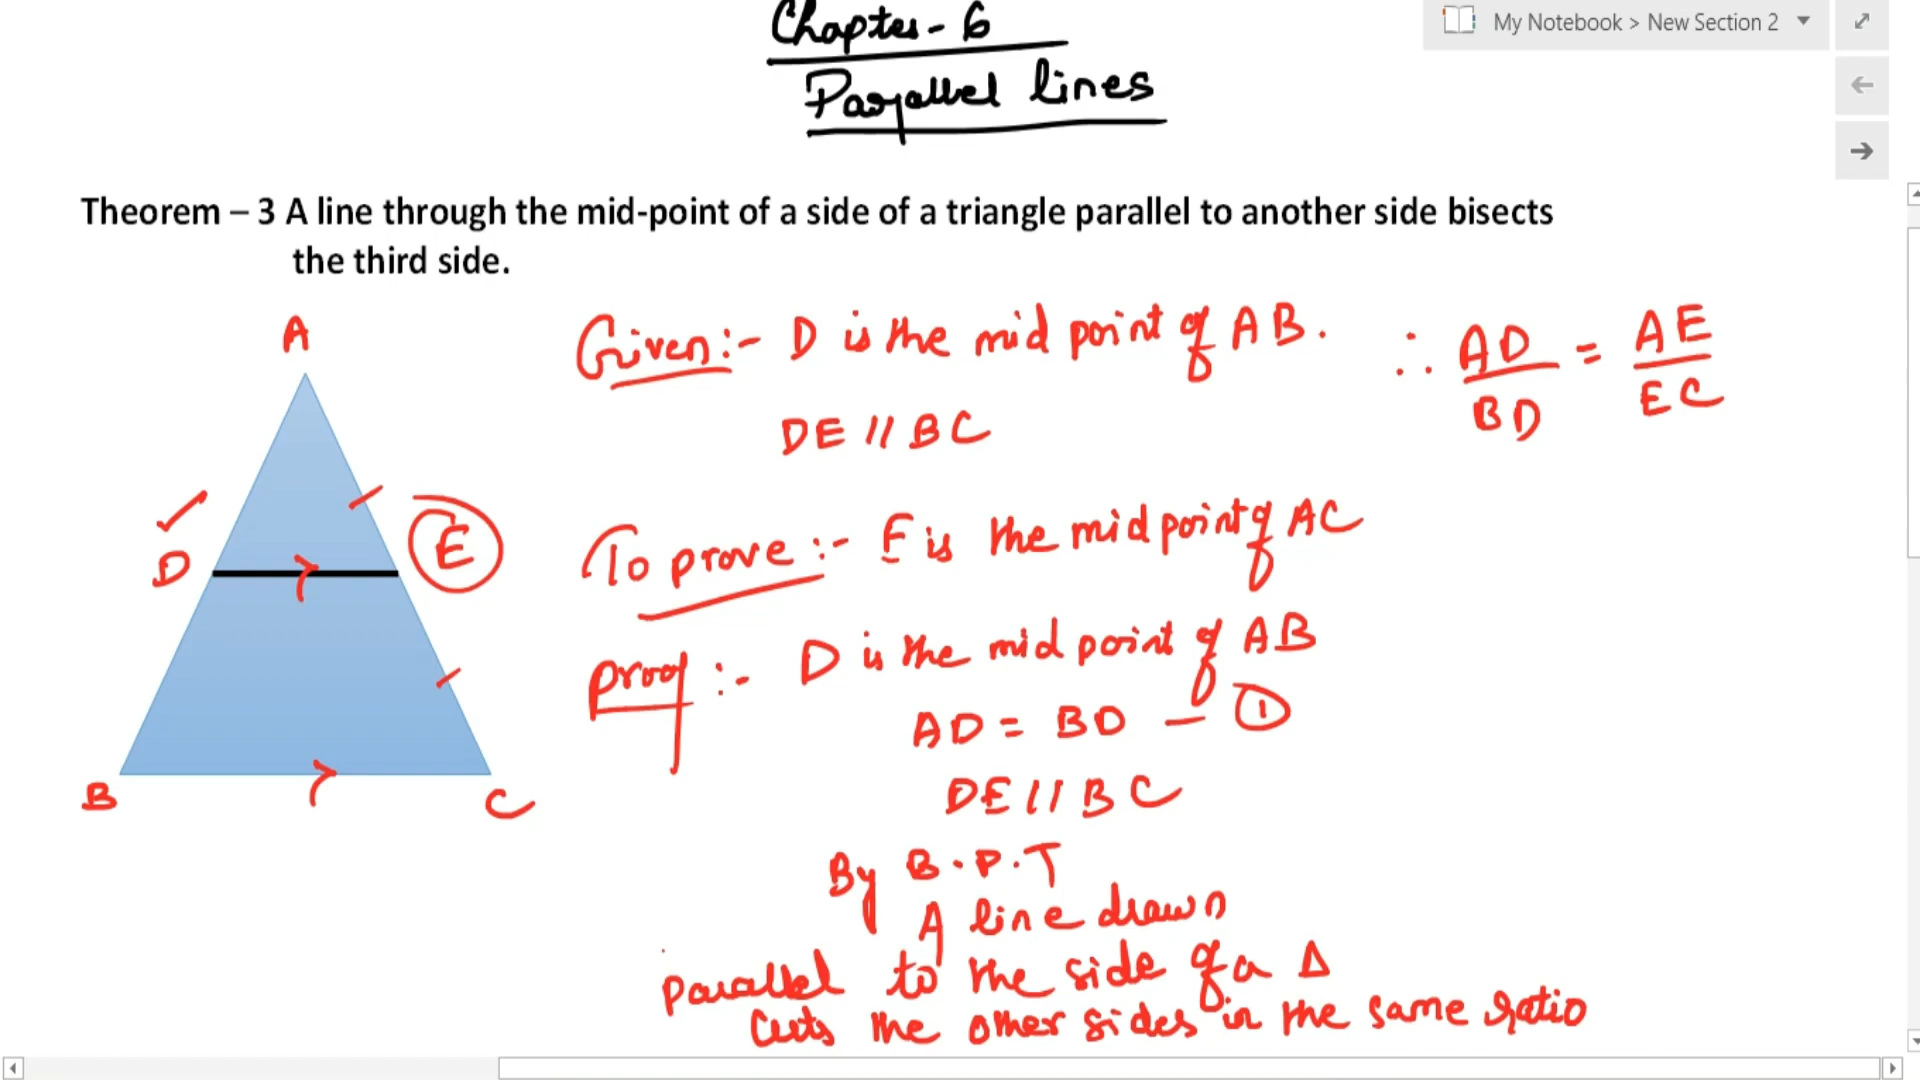 Chapter - 6
My Notebook > New Section 2
Parallel lines
Theorem – 3 A line through the mid-point of a side of a triangle parallel to another side bisects
the third side.
A
Given:- D is the mid point of AB.
∴ AD/BD = AE/EC
DE // BC
D
E
To prove:- E is the mid point of AC
Proof:- D is the mid point of AB
AD = BD — ①
B
C
DE // BC
By B.P.T
A line drawn
parallel to the side of a Δ
cuts the other sides in the same ratio